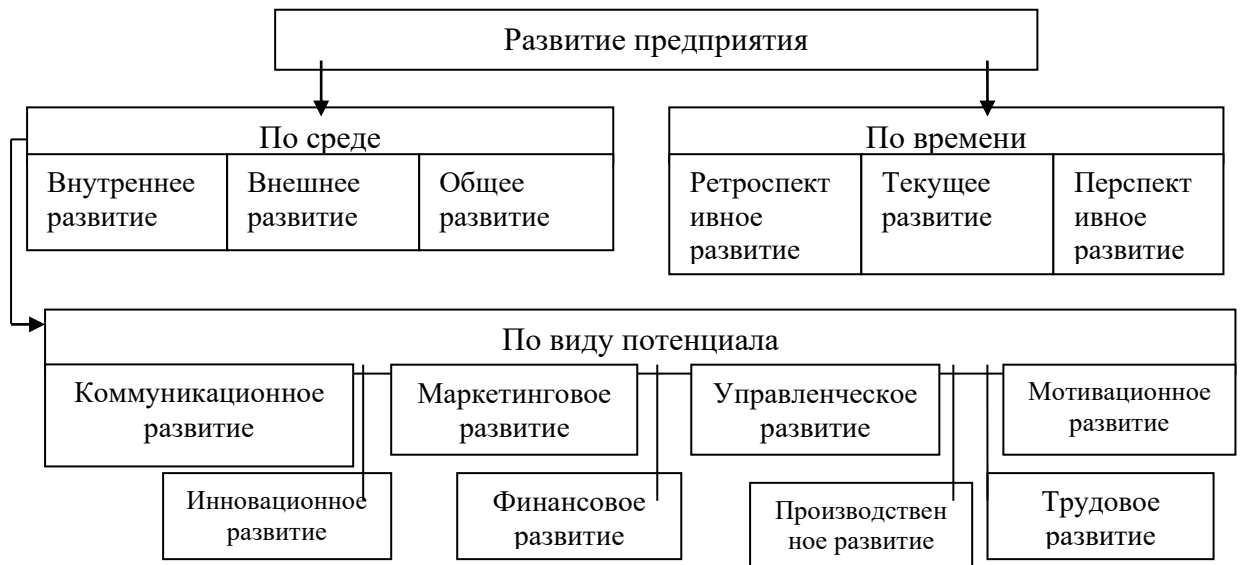 Развитие предприятия
По среде
Внутреннее
развитие
Внешнее
развитие
Общее
развитие
По времени
Ретроспект
ивное
развитие
Текущее
развитие
Перспект
ивное
развитие
По виду потенциала
Коммуникационное
развитие
Маркетинговое
развитие
Управленческое
развитие
Мотивационное
развитие
Инновационное
развитие
Финансовое
развитие
Производствен
ное развитие
Трудовое
развитие